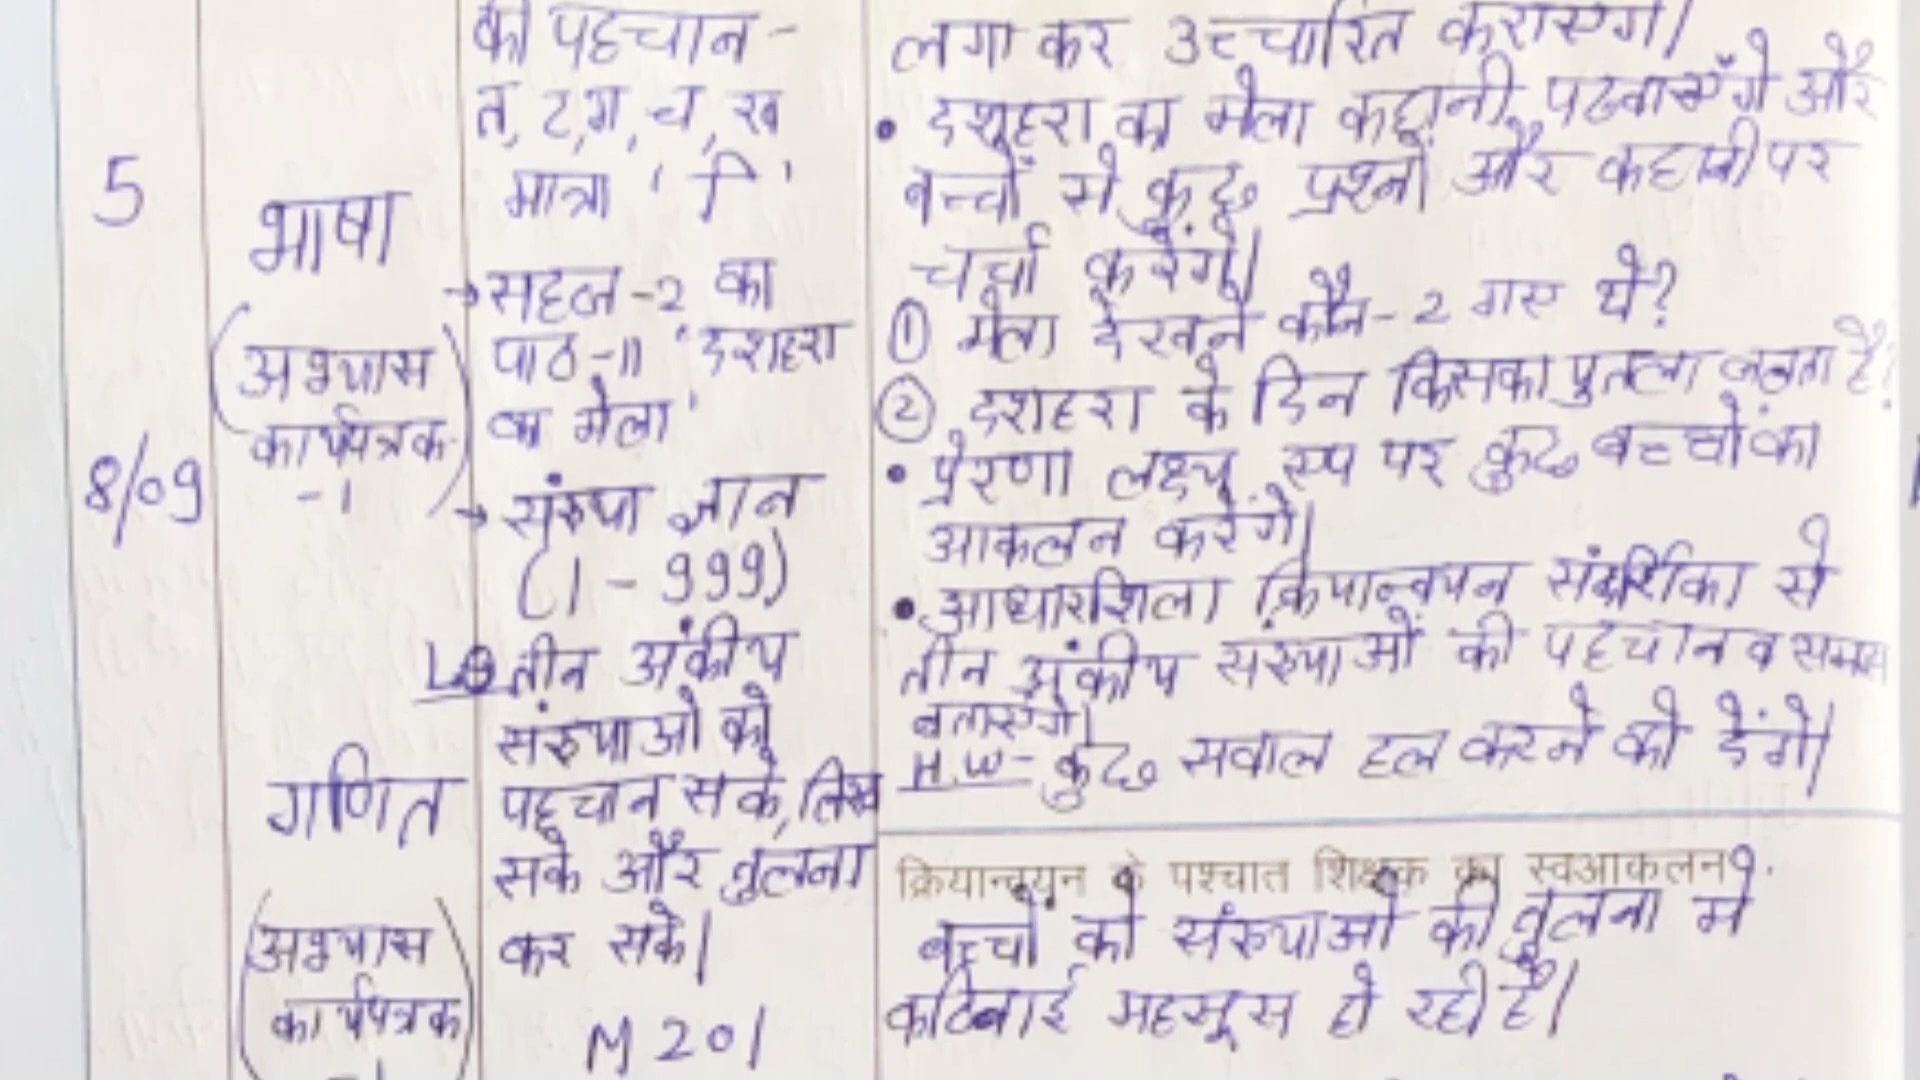 5
8/09
भाषा
(अभ्यास
कार्यपत्रक
-1)
गणित
(अभ्यास
कार्यपत्रक
-1
की पहचान -
त, ट, ग, च, ख
मात्रा 'ि'
→ सहज-2 का
पाठ-11 'दशहरा
का मेला'
→ संख्या ज्ञान
(1-999)
तीन अंकीय
संख्याओं को
पहचान सके, लिख
सके और तुलना
कर सके।
M 201
लगा कर उच्चारित कराएंगे।
• दशहरा का मेला कहानी पढवाएँगे और
बच्चों से कुछ प्रश्नों और कहानी पर
चर्चा करेंगे।
① मेला देखने कौन-2 गए थे?
② दशहरा के दिन किसका पुतला जलता है?
• प्रेरणा लक्ष्य एप पर कुछ बच्चों का
आकलन करेंगे।
• आधारशिला क्रियान्वयन संदर्शिका से
तीन अंकीय संख्याओं की पहचान व समझ
बताएंगे।
H.W- कुछ सवाल हल करने को देंगे।
क्रियान्वयन के पश्चात शिक्षक का स्वआकलन
बच्चों को संख्याओं की तुलना में
कठिनाई महसूस हो रही है।